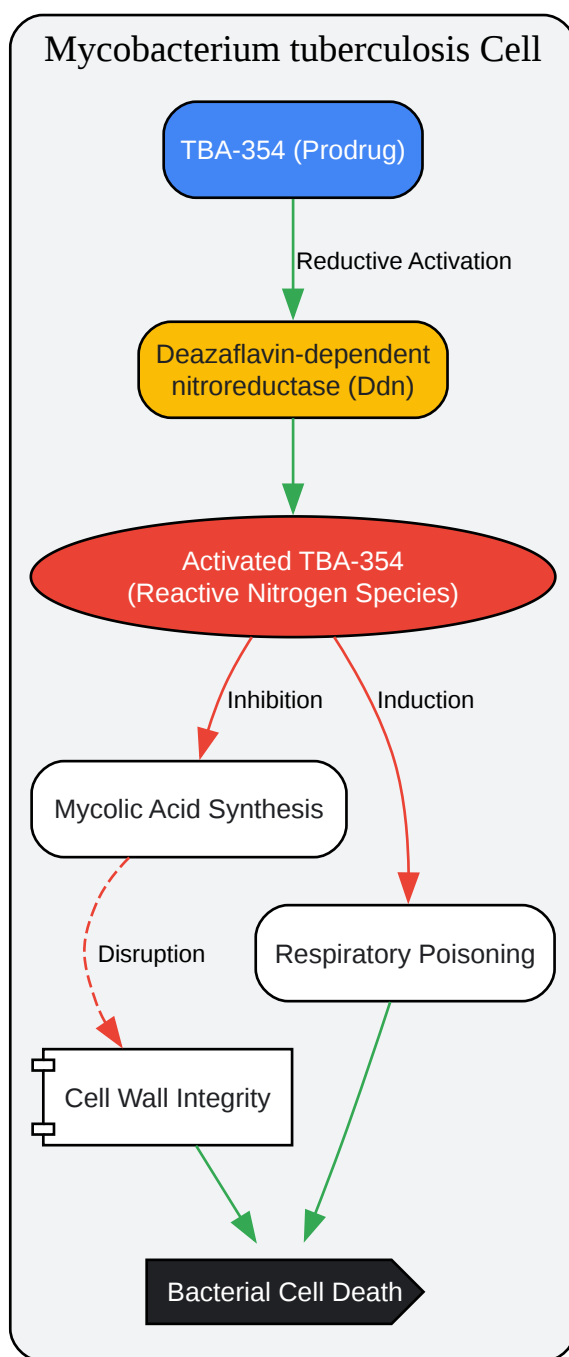 Mycobacterium tuberculosis Cell
TBA-354 (Prodrug)
Reductive Activation
Deazaflavin-dependent
nitroreductase (Ddn)
Activated TBA-354
(Reactive Nitrogen Species)
Inhibition
Induction
Mycolic Acid Synthesis
Respiratory Poisoning
Disruption
Cell Wall Integrity
Bacterial Cell Death